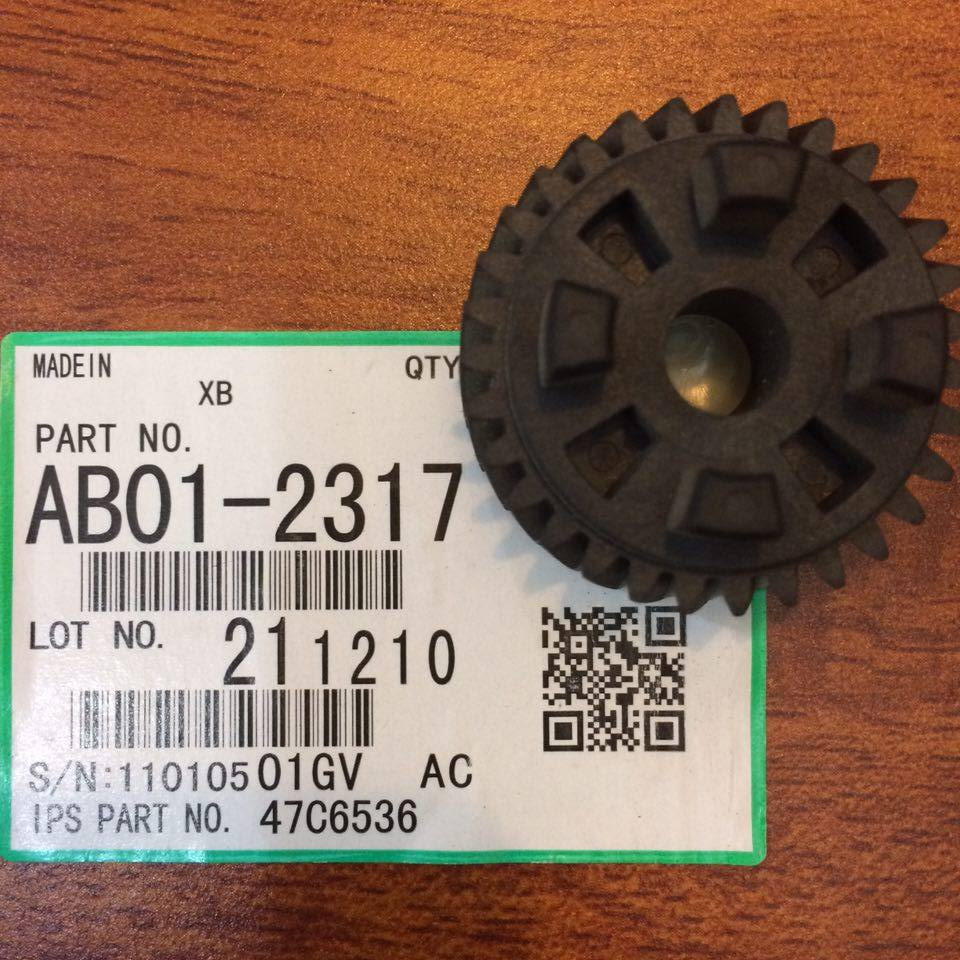 MADEIN QTY
XB
PART NO.
AB01-2317
LOT NO. 211210
S/N:11010501GV AC
IPS PART NO. 47C6536